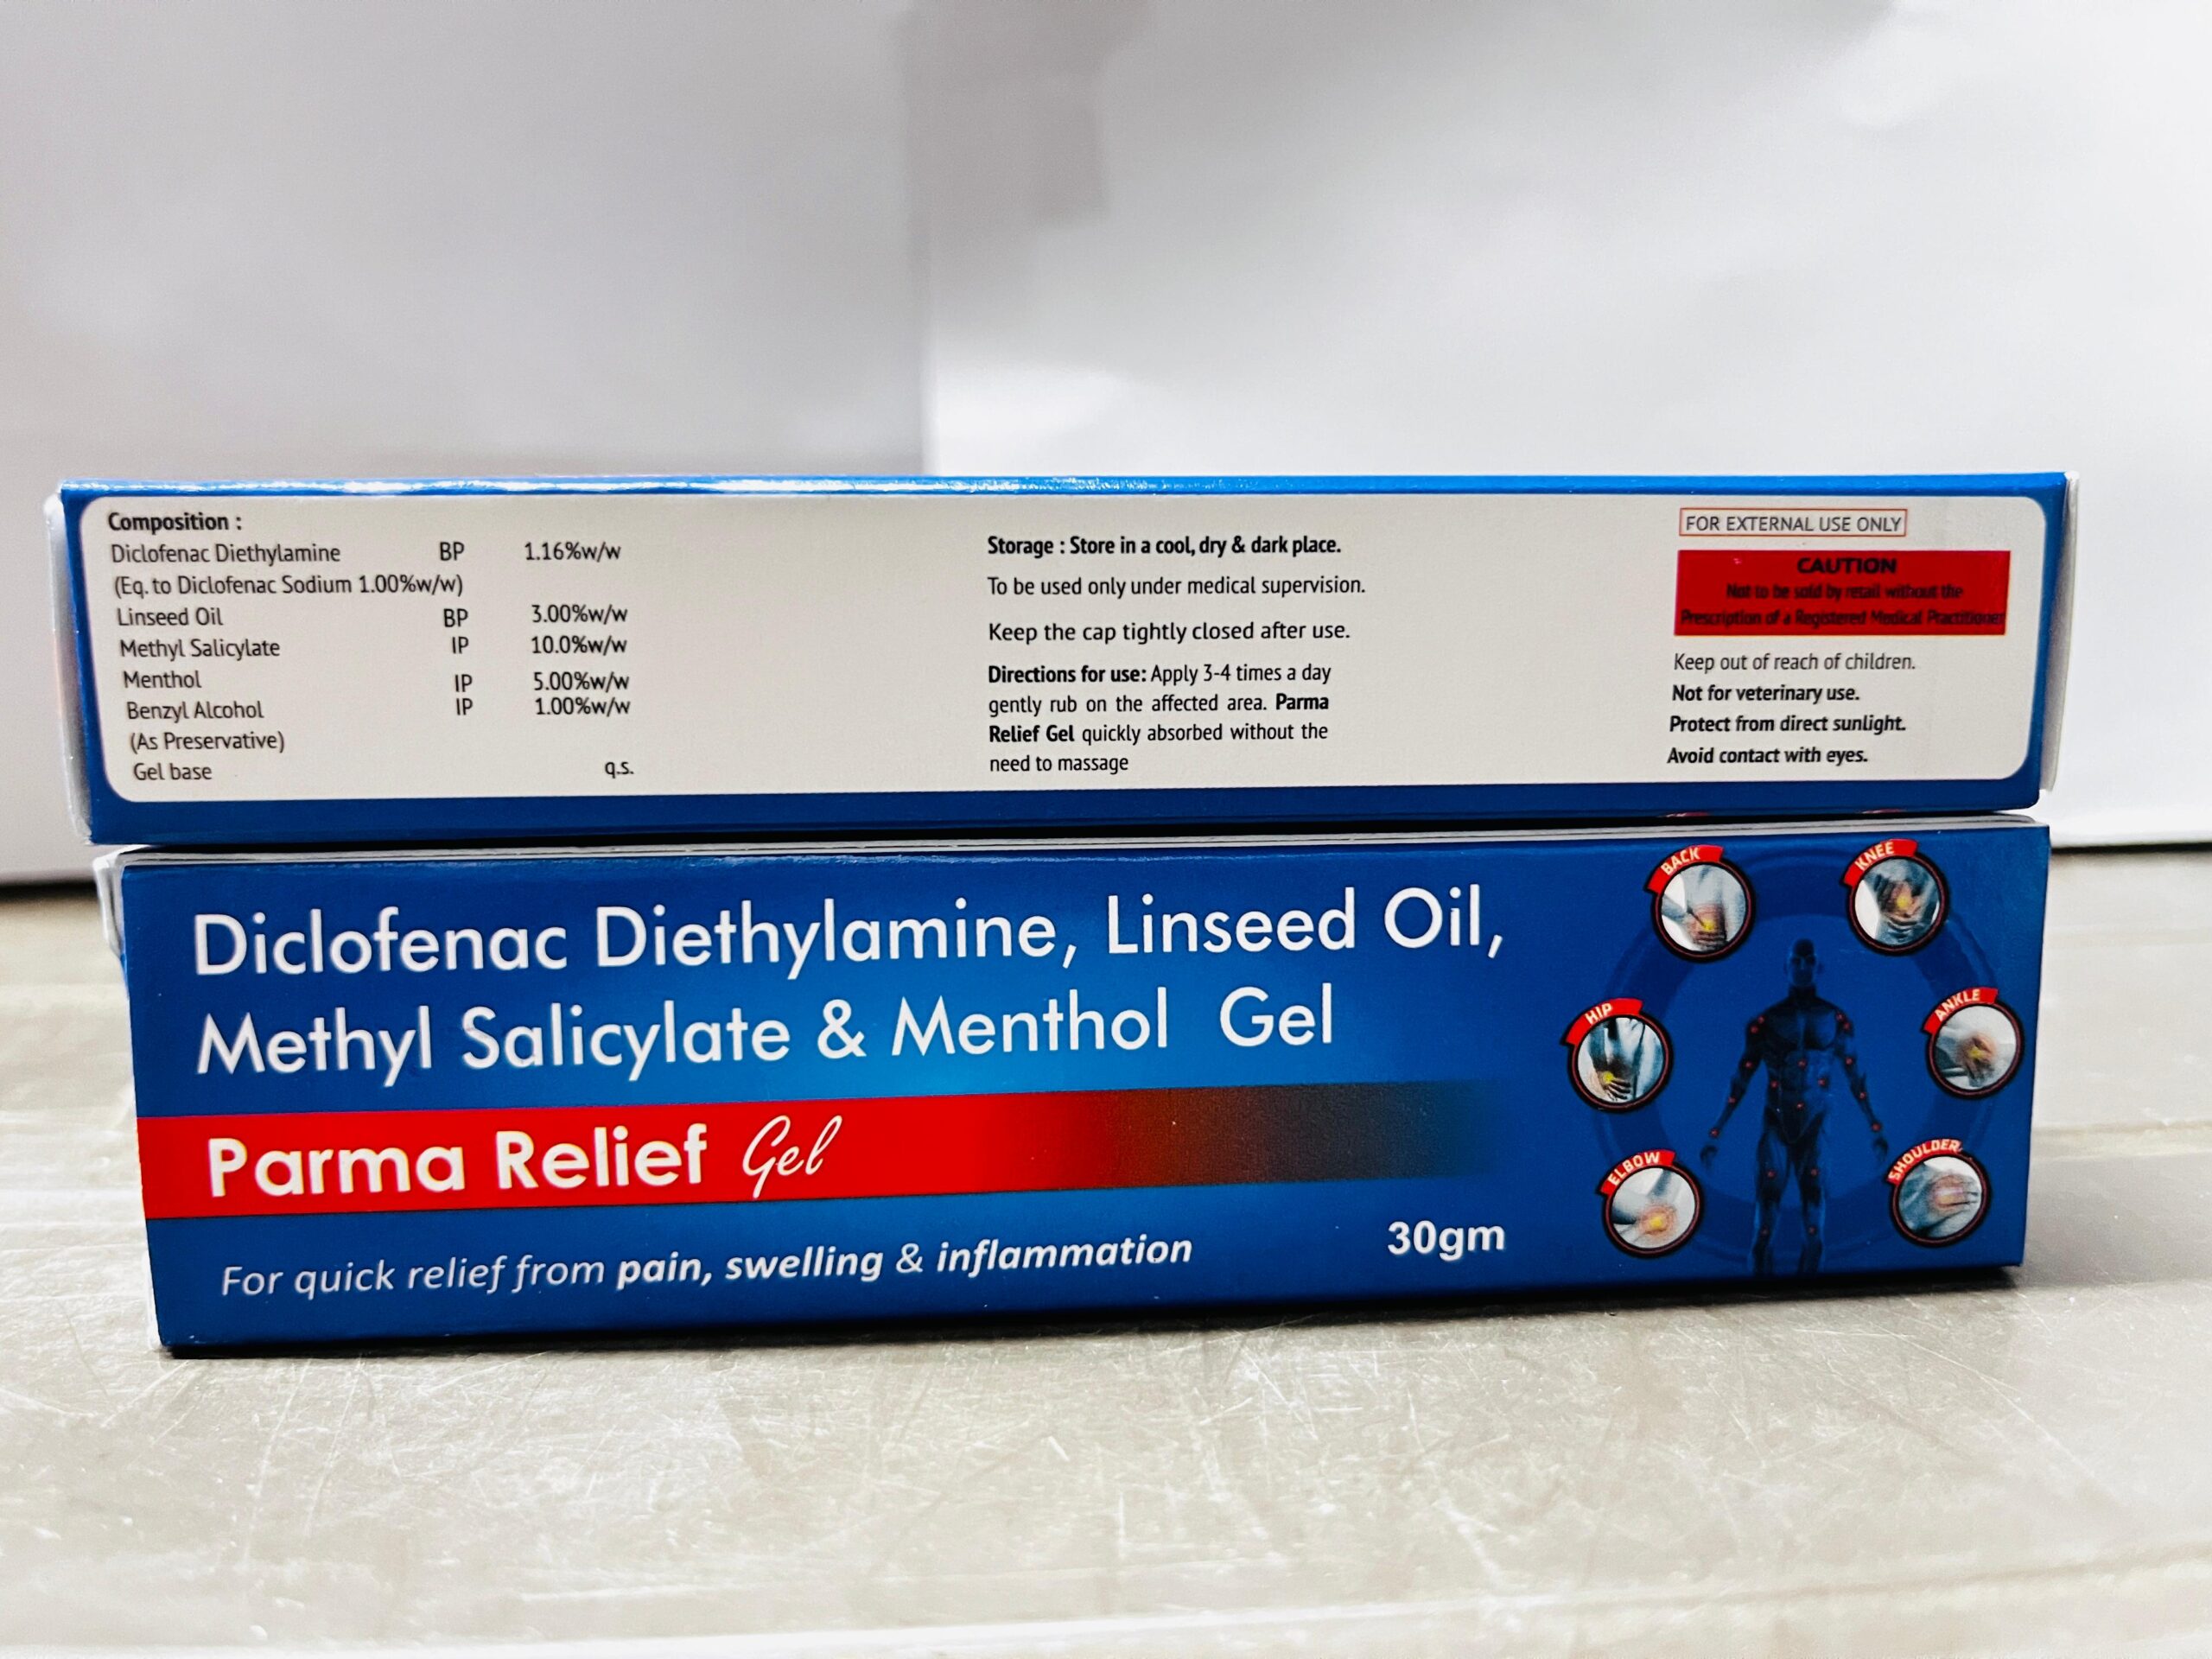 Composition :
Diclofenac Diethylamine BP 1.16%w/w
(Eq. to Diclofenac Sodium 1.00%w/w)
Linseed Oil BP 3.00%w/w
Methyl Salicylate IP 10.0%w/w
Menthol IP 5.00%w/w
Benzyl Alcohol IP 1.00%w/w
(As Preservative)
Gel base q.s.
Storage : Store in a cool, dry & dark place.
To be used only under medical supervision.
Keep the cap tightly closed after use.
Directions for use: Apply 3-4 times a day
gently rub on the affected area. Parma
Relief Gel quickly absorbed without the
need to massage
FOR EXTERNAL USE ONLY
CAUTION
Not to be sold by retail without the
Prescription of a Registered Medical Practitioner
Keep out of reach of children.
Not for veterinary use.
Protect from direct sunlight.
Avoid contact with eyes.
Diclofenac Diethylamine, Linseed Oil,
Methyl Salicylate & Menthol Gel
Parma Relief Gel
For quick relief from pain, swelling & inflammation
30gm
BACK
KNEE
HIP
ANKLE
ELBOW
SHOULDER